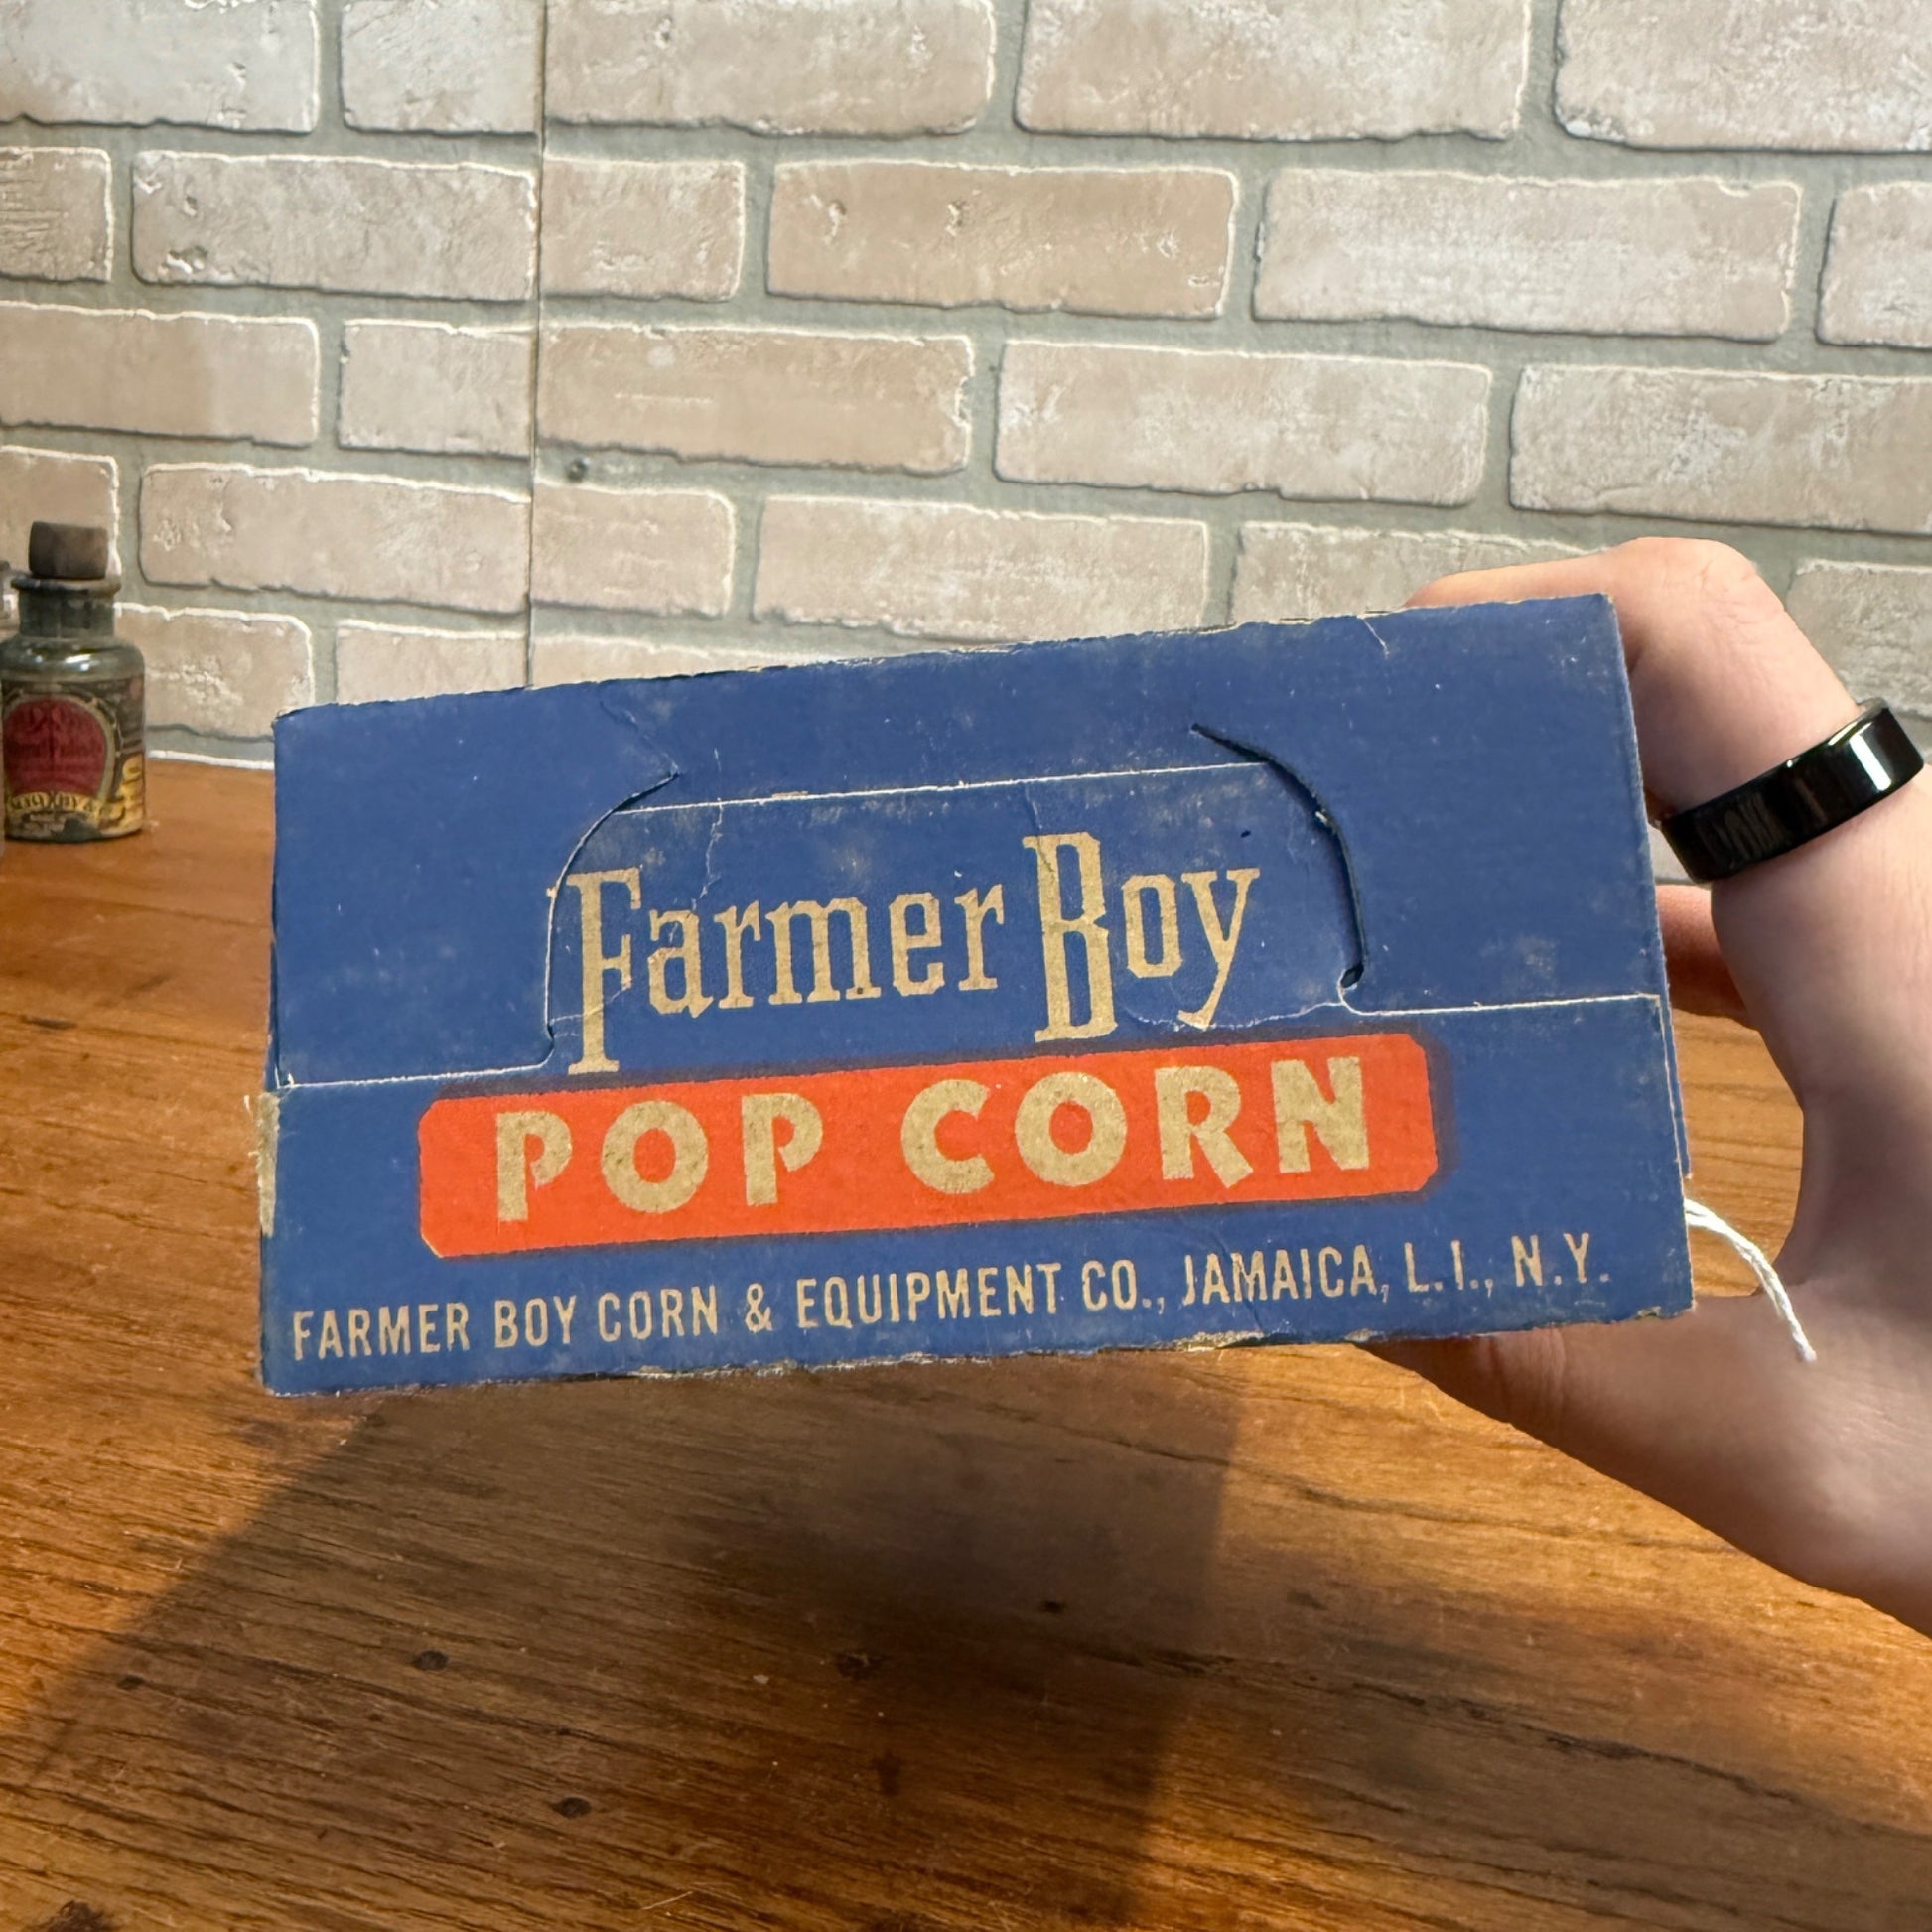 Farmer Boy
POP CORN
FARMER BOY CORN & EQUIPMENT CO., JAMAICA, L.I., N.Y.